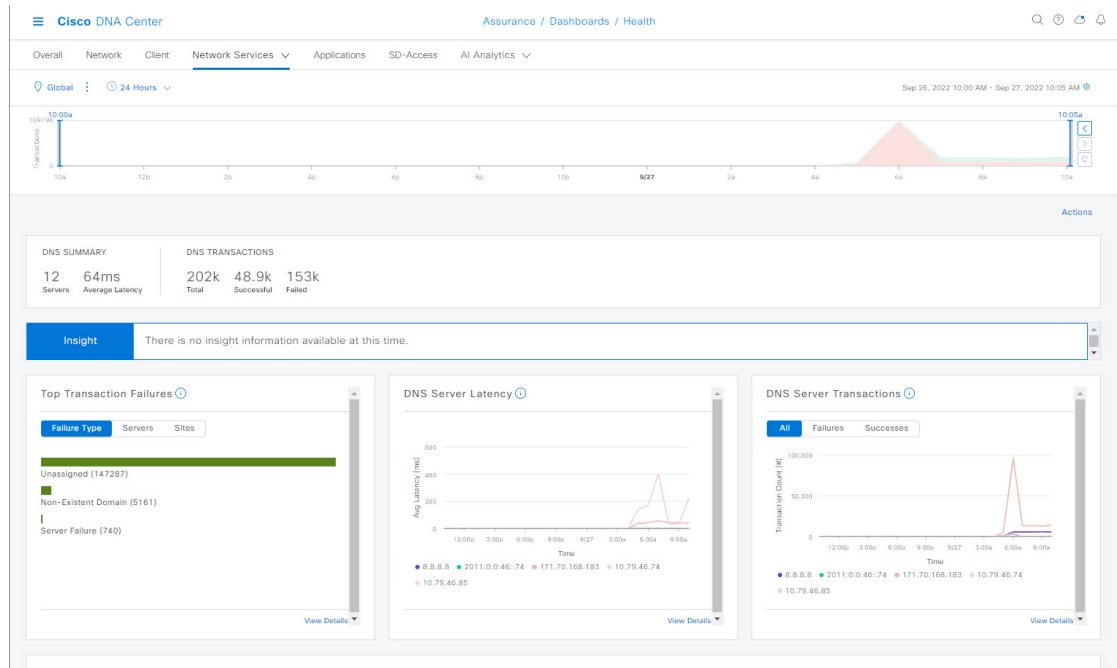 Cisco DNA Center
Assurance / Dashboards / Health
Overall Network Client Network Services Applications SD-Access AI Analytics
Global 24 Hours
Sep 26, 2022 10:00 AM - Sep 27, 2022 10:05 AM
10:00a 10:05a
109796
Transactions
0
10a 12p 2p 4p 6p 8p 10p 9/27 2a 4a 6a 8a 10a
Actions
DNS SUMMARY
12 64ms
Servers Average Latency
DNS TRANSACTIONS
202k 48.9k 153k
Total Successful Failed
Insight
There is no insight information available at this time.
Top Transaction Failures
Failure Type Servers Sites
Unassigned (147287)
Non-Existent Domain (5161)
Server Failure (740)
View Details
DNS Server Latency
Avg Latency (ms)
600
400
200
0
12:00p 3:00p 6:00p 9:00p 9/27 3:00a 6:00a 9:00a
Time
8.8.8.8 2011:0:0:46::74 171.70.168.183 10.79.46.74
10.79.46.85
View Details
DNS Server Transactions
All Failures Successes
Transaction Count (#)
100,000
50,000
0
12:00p 3:00p 6:00p 9:00p 9/27 3:00a 6:00a 9:00a
Time
8.8.8.8 2011:0:0:46::74 171.70.168.183 10.79.46.74
10.79.46.85
View Details